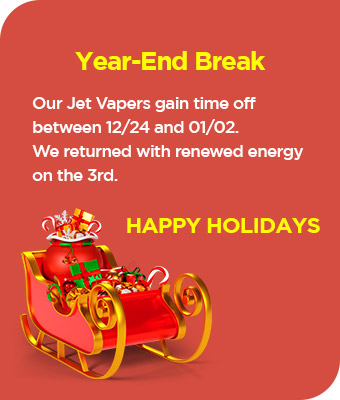 Year-End Break
Our Jet Vapers gain time off
between 12/24 and 01/02.
We returned with renewed energy
on the 3rd.
HAPPY HOLIDAYS